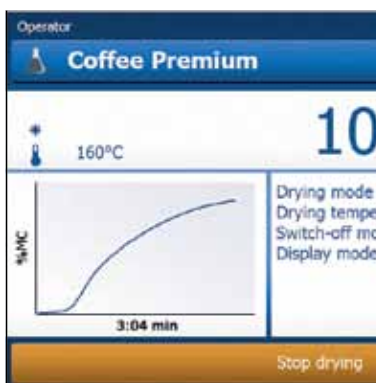 Operator
Coffee Premium
10
160°C
Drying mode
Drying tempe
Switch-off mo
Display mode
%MC
3:04 min
Stop drying